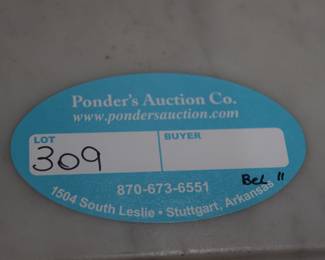 Ponder's Auction Co.
www.pondersauction.com
LOT
BUYER
309
870-673-6551
1504 South Leslie • Stuttgart, Arkansas